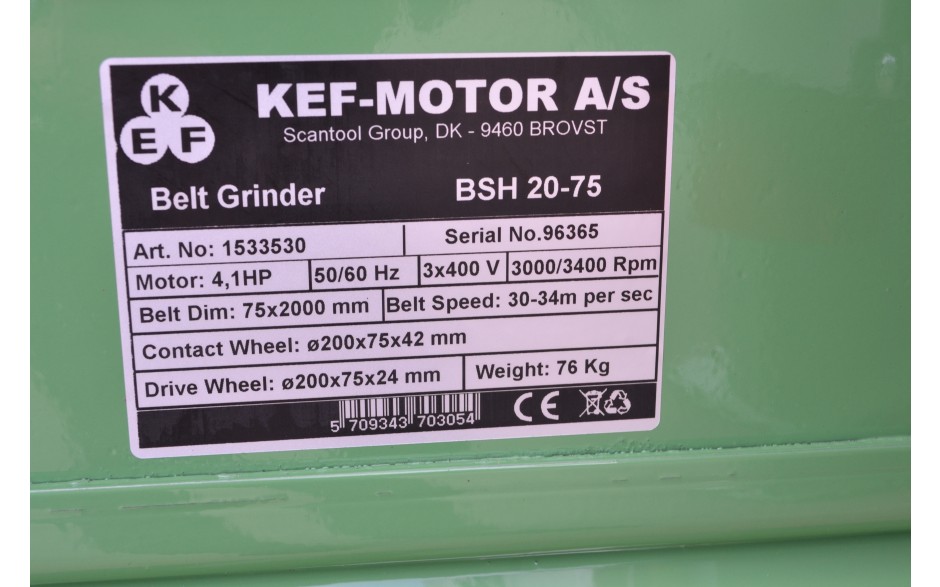 K
E F
KEF-MOTOR A/S
Scantool Group, DK - 9460 BROVST
Belt Grinder BSH 20-75
Art. No: 1533530 Serial No.96365
Motor: 4,1HP 50/60 Hz 3x400 V 3000/3400 Rpm
Belt Dim: 75x2000 mm Belt Speed: 30-34m per sec
Contact Wheel: ø200x75x42 mm
Drive Wheel: ø200x75x24 mm Weight: 76 Kg
5 709343 703054 CE